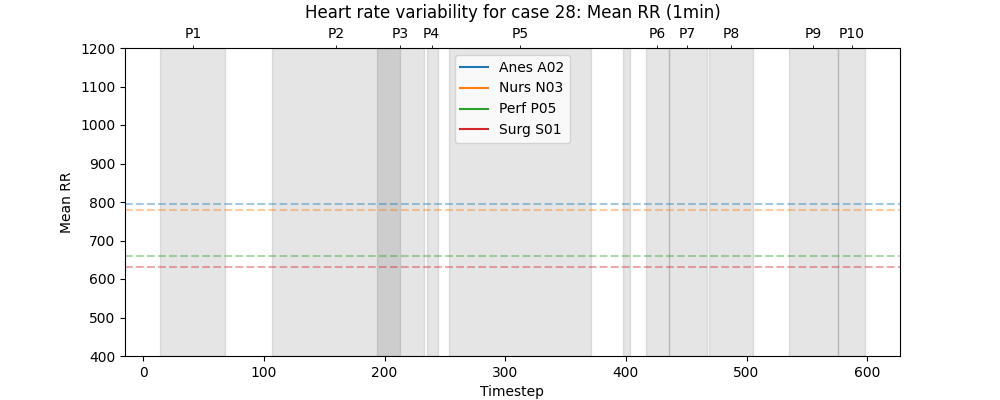 Heart rate variability for case 28: Mean RR (1min)
P1 P2 P3 P4 P5 P6 P7 P8 P9 P10
1200
1100
1000
900
800
700
600
500
400
Mean RR
Anes A02
Nurs N03
Perf P05
Surg S01
0 100 200 300 400 500 600
Timestep